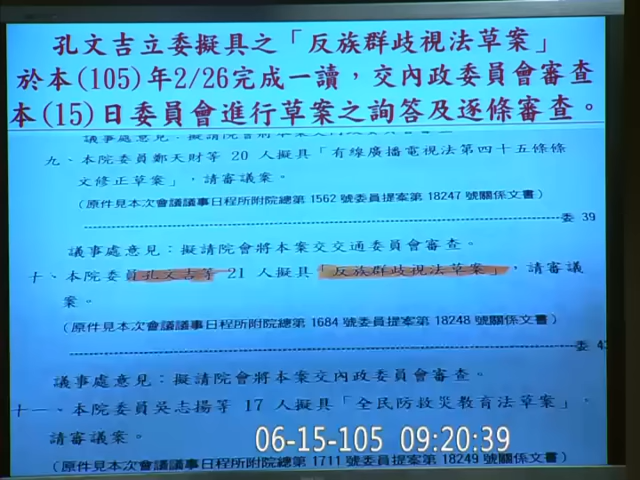 孔文吉立委擬具之「反族群歧視法草案」
於本(105)年2/26完成一讀，交內政委員會審查
本(15)日委員會進行草案之詢答及逐條審查。
九、本院委員鄭天財等 20 人擬具「有線廣播電視法第四十五條條
文修正草案」，請審議案。
（原件見本次會議議事日程所附院總第 1562 號委員提案第 18247 號關係文書）
委 39
議事處意見：擬請院會將本案交交通委員會審查。
十、本院委員孔文吉等 21 人擬具「反族群歧視法草案」，請審議
案。
（原件見本次會議議事日程所附院總第 1684 號委員提案第 18248 號關係文書）
委 4
議事處意見：擬請院會將本案交內政委員會審查。
十一、本院委員吳志揚等 17 人擬具「全民防救災教育法草案」，
請審議案。
06-15-105 09:20:39
（原件見本次會議議事日程所附院總第 1711 號委員提案第 18249 號關係文書）